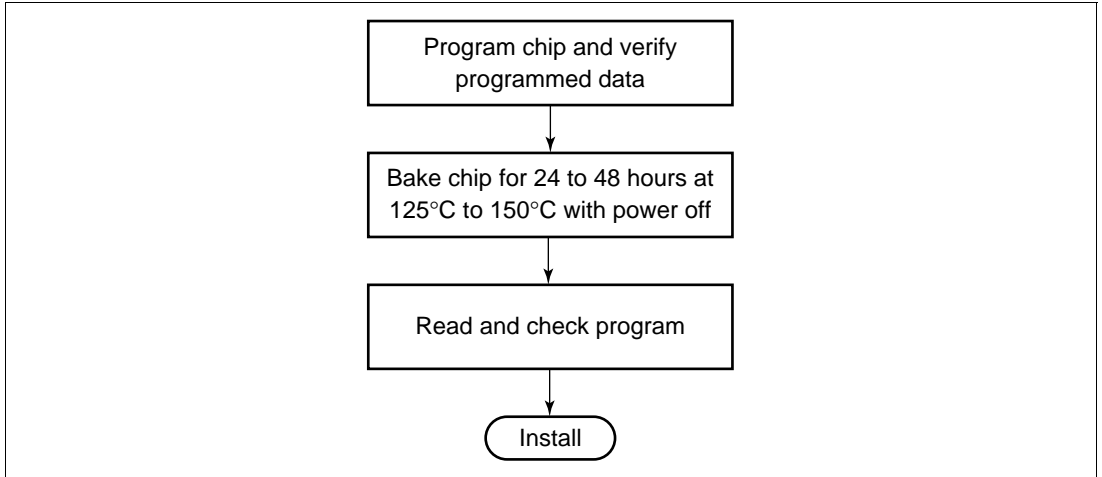 Program chip and verify
programmed data
Bake chip for 24 to 48 hours at
125°C to 150°C with power off
Read and check program
Install